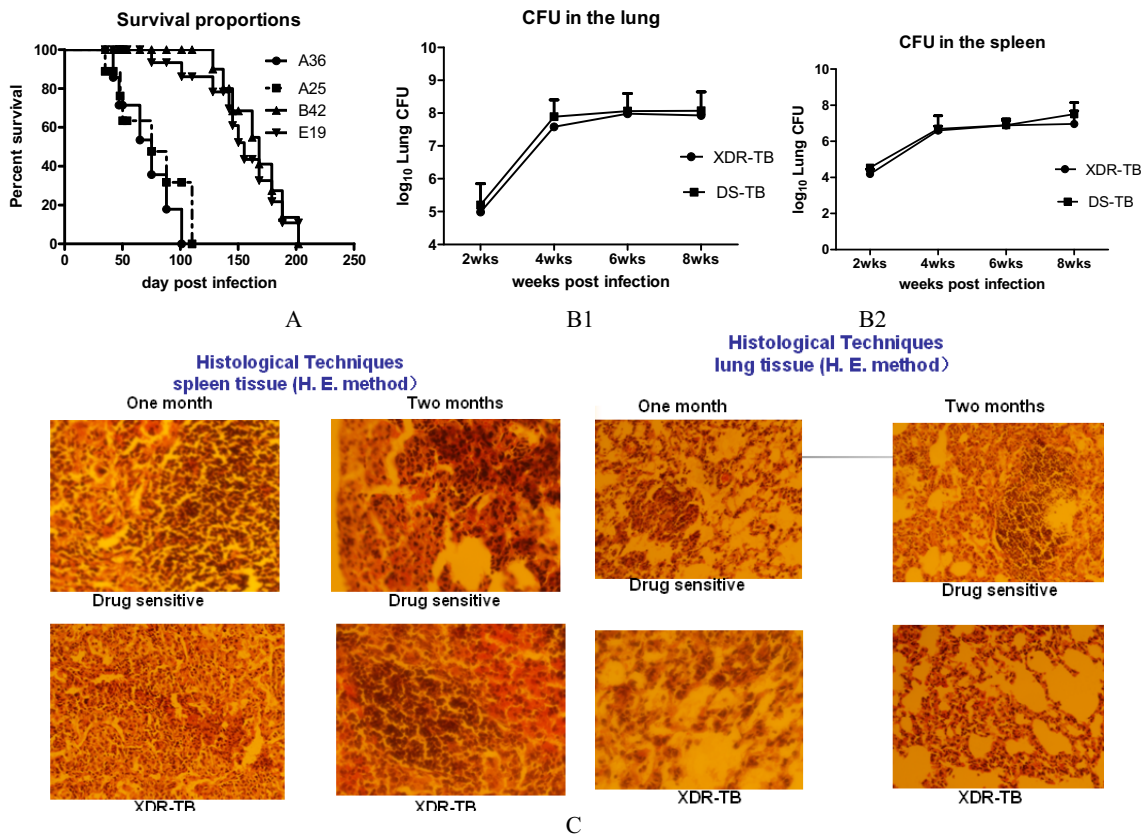 Survival proportions
Percent survival
100
80
60
40
20
0
0
50
100
150
200
250
day post infection
A36
A25
B42
E19
A
CFU in the lung
log10 Lung CFU
10
9
8
7
6
5
4
2wks
4wks
6wks
8wks
weeks post infection
XDR-TB
DS-TB
B1
CFU in the spleen
log10 Lung CFU
10
8
6
4
2
0
2wks
4wks
6wks
8wks
weeks post infection
XDR-TB
DS-TB
B2
Histological Techniques
spleen tissue (H. E. method)
One month
Two months
Drug sensitive
Drug sensitive
XDR-TB
XDR-TB
Histological Techniques
lung tissue (H. E. method)
One month
Two months
Drug sensitive
Drug sensitive
XDR-TB
XDR-TB
C